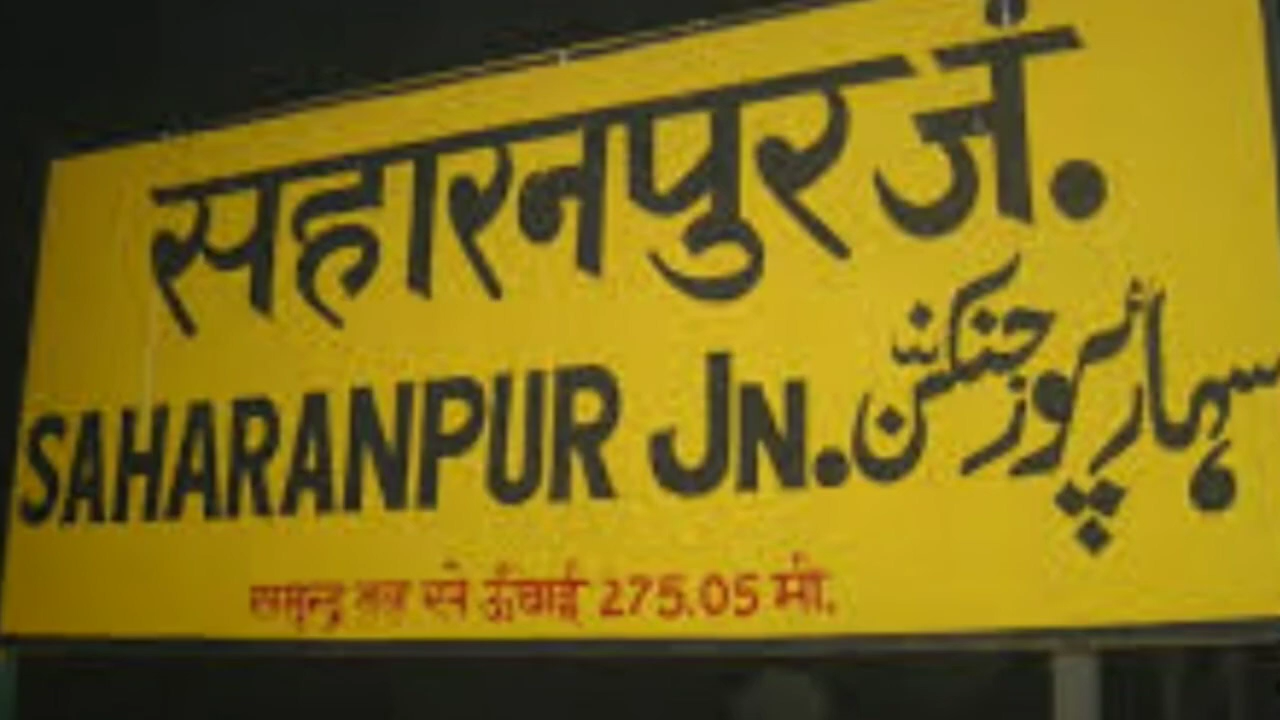 सहारनपुर जं.
SAHARANPUR JN. سہارنپور جنکشن
समुन्द्र तल से ऊँचाई 275.05 मी.